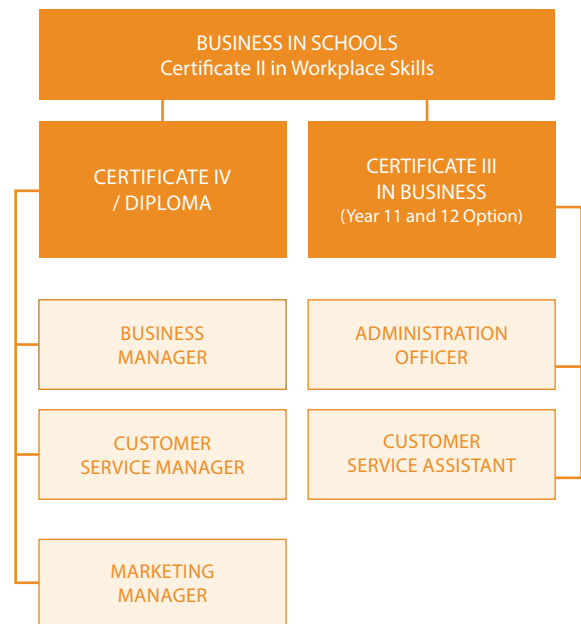 BUSINESS IN SCHOOLS
Certificate II in Workplace Skills
CERTIFICATE IV
/ DIPLOMA
CERTIFICATE III
IN BUSINESS
(Year 11 and 12 Option)
BUSINESS
MANAGER
ADMINISTRATION
OFFICER
CUSTOMER
SERVICE MANAGER
CUSTOMER
SERVICE ASSISTANT
MARKETING
MANAGER